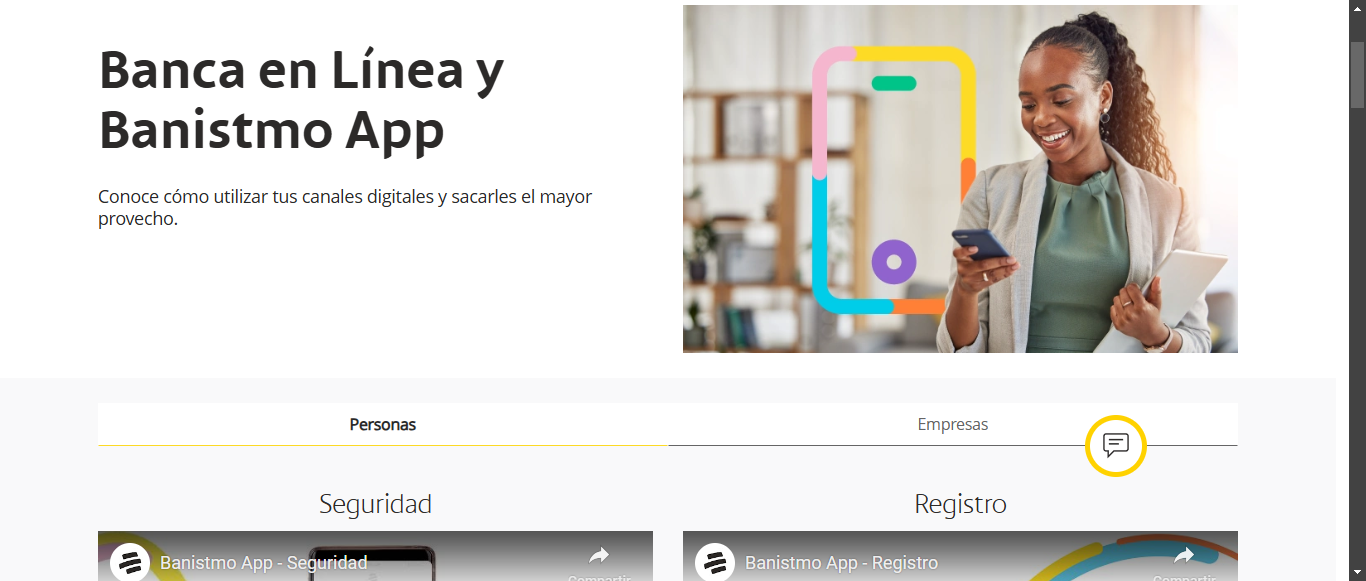 Banca en Línea y
Banistmo App
Conoce cómo utilizar tus canales digitales y sacarles el mayor
provecho.
Personas
Empresas
Seguridad
Registro
Banistmo App - Seguridad
Compartir
Banistmo App - Registro
Compartir